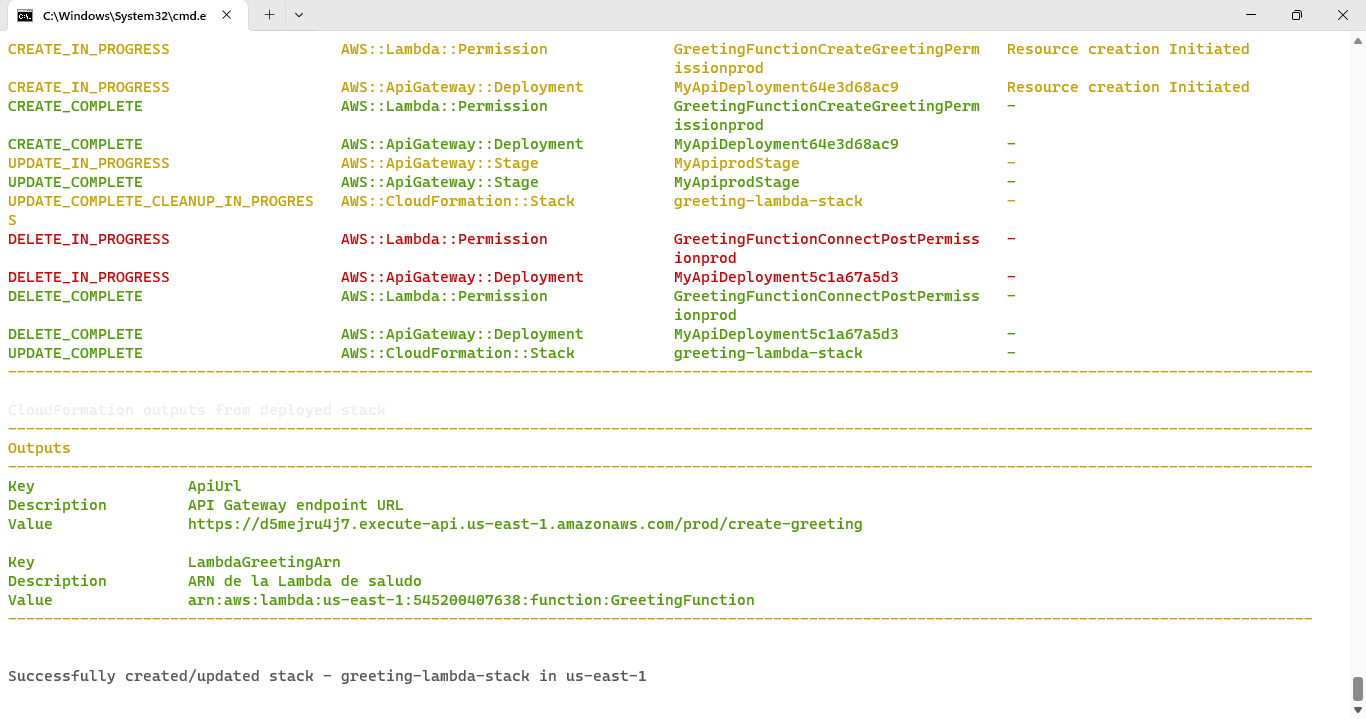 C:\Windows\System32\cmd.e
CREATE_IN_PROGRESS AWS::Lambda::Permission GreetingFunctionCreateGreetingPerm Resource creation Initiated
issionprod
CREATE_IN_PROGRESS AWS::ApiGateway::Deployment MyApiDeployment64e3d68ac9 Resource creation Initiated
CREATE_COMPLETE AWS::Lambda::Permission GreetingFunctionCreateGreetingPerm -
issionprod
CREATE_COMPLETE AWS::ApiGateway::Deployment MyApiDeployment64e3d68ac9 -
UPDATE_IN_PROGRESS AWS::ApiGateway::Stage MyApiprodStage -
UPDATE_COMPLETE AWS::ApiGateway::Stage MyApiprodStage -
UPDATE_COMPLETE_CLEANUP_IN_PROGRES AWS::CloudFormation::Stack greeting-lambda-stack -
S
DELETE_IN_PROGRESS AWS::Lambda::Permission GreetingFunctionConnectPostPermiss -
ionprod
DELETE_IN_PROGRESS AWS::ApiGateway::Deployment MyApiDeployment5c1a67a5d3 -
DELETE_COMPLETE AWS::Lambda::Permission GreetingFunctionConnectPostPermiss -
ionprod
DELETE_COMPLETE AWS::ApiGateway::Deployment MyApiDeployment5c1a67a5d3 -
UPDATE_COMPLETE AWS::CloudFormation::Stack greeting-lambda-stack -
CloudFormation outputs from deployed stack
Outputs
Key ApiUrl
Description API Gateway endpoint URL
Value https://d5mejru4j7.execute-api.us-east-1.amazonaws.com/prod/create-greeting
Key LambdaGreetingArn
Description ARN de la Lambda de saludo
Value arn:aws:lambda:us-east-1:545200407638:function:GreetingFunction
Successfully created/updated stack - greeting-lambda-stack in us-east-1